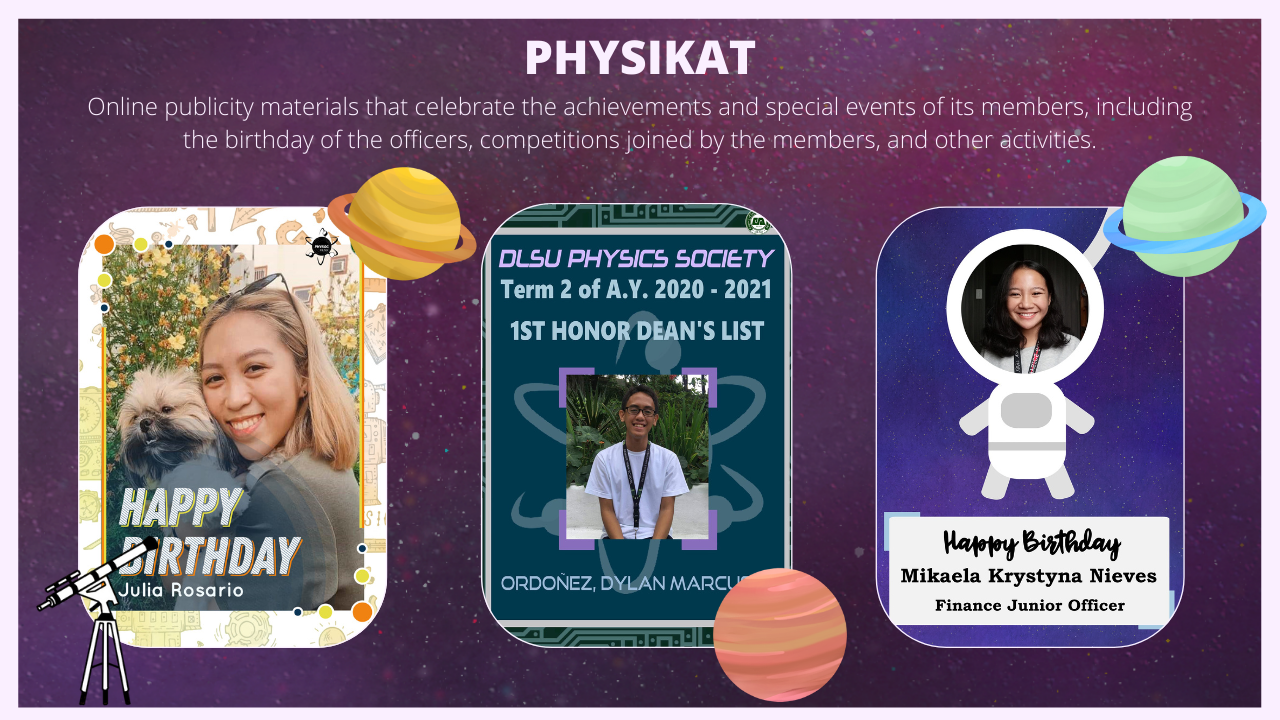 PHYSIKAT
Online publicity materials that celebrate the achievements and special events of its members, including
the birthday of the officers, competitions joined by the members, and other activities.
HAPPY
BIRTHDAY
Julia Rosario
DLSU PHYSICS SOCIETY
Term 2 of A.Y. 2020 - 2021
1ST HONOR DEAN'S LIST
ORDOÑEZ, DYLAN MARCUS
Happy Birthday
Mikaela Krystyna Nieves
Finance Junior Officer